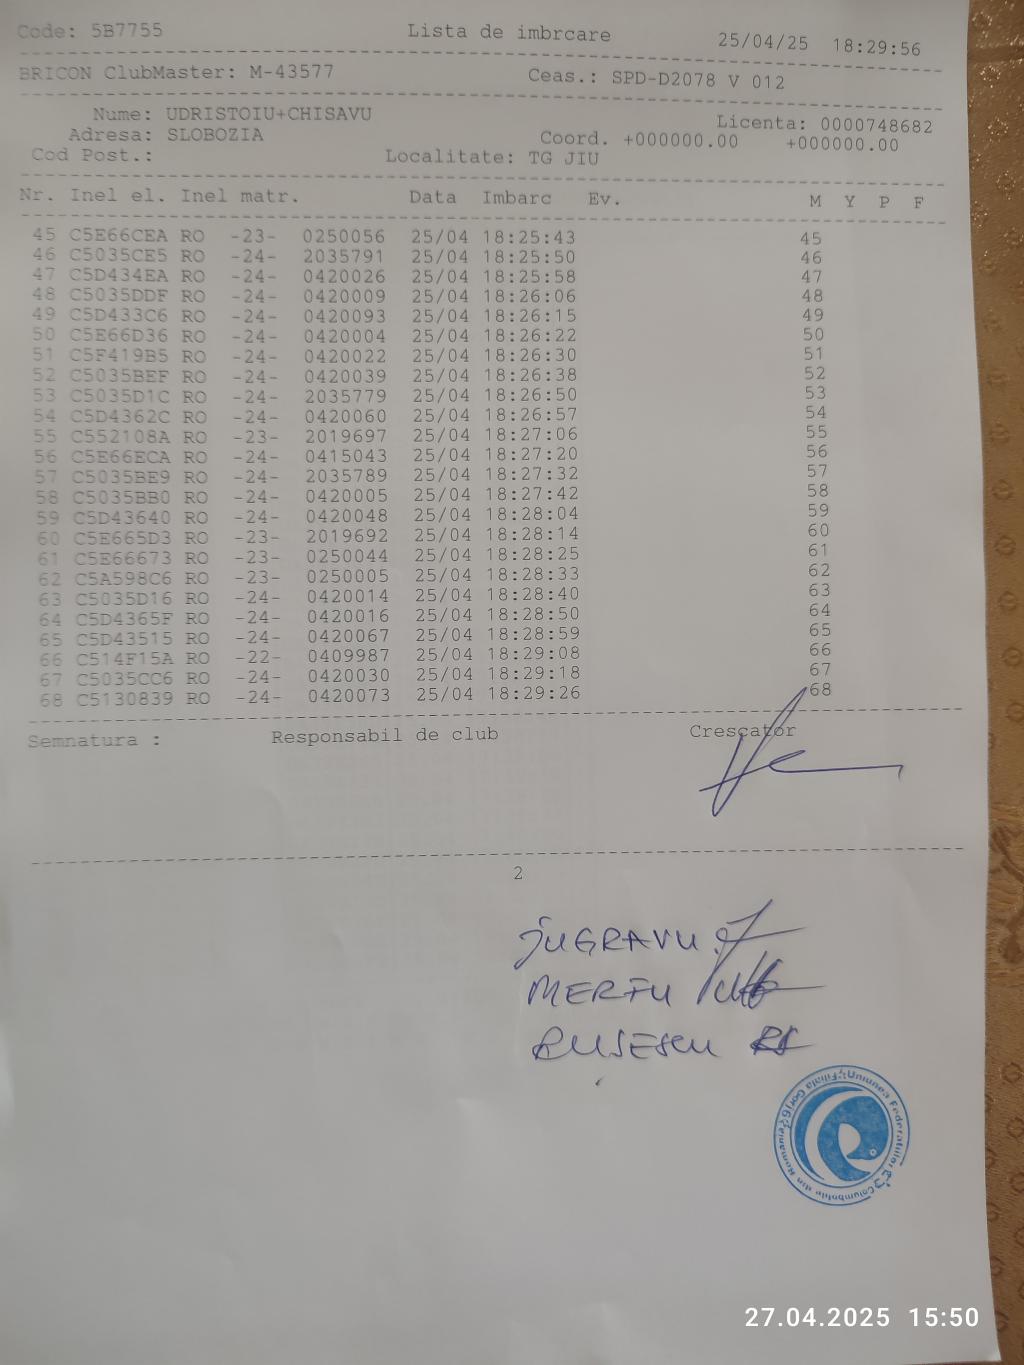 Code: 5B7755 Lista de imbrcare 25/04/25 18:29:56
BRICON ClubMaster: M-43577 Ceas.: SPD-D2078 V 012
Nume: UDRISTOIU+CHISAVU Licenta: 0000748682
Adresa: SLOBOZIA Coord. +000000.00 +000000.00
Cod Post.: Localitate: TG JIU
Nr. Inel el. Inel matr. Data Imbarc Ev. M Y P F
45 C5E66CEA RO -23- 0250056 25/04 18:25:43 45
46 C5035CE5 RO -24- 2035791 25/04 18:25:50 46
47 C5D434EA RO -24- 0420026 25/04 18:25:58 47
48 C5035DDF RO -24- 0420009 25/04 18:26:06 48
49 C5D433C6 RO -24- 0420093 25/04 18:26:15 49
50 C5E66D36 RO -24- 0420004 25/04 18:26:22 50
51 C5F419B5 RO -24- 0420022 25/04 18:26:30 51
52 C5035BEF RO -24- 0420039 25/04 18:26:38 52
53 C5035D1C RO -24- 2035779 25/04 18:26:50 53
54 C5D4362C RO -24- 0420060 25/04 18:26:57 54
55 C552108A RO -23- 2019697 25/04 18:27:06 55
56 C5E66ECA RO -24- 0415043 25/04 18:27:20 56
57 C5035BE9 RO -24- 2035789 25/04 18:27:32 57
58 C5035BB0 RO -24- 0420005 25/04 18:27:42 58
59 C5D43640 RO -24- 0420048 25/04 18:28:04 59
60 C5E665D3 RO -23- 2019692 25/04 18:28:14 60
61 C5E66673 RO -23- 0250044 25/04 18:28:25 61
62 C5A598C6 RO -23- 0250005 25/04 18:28:33 62
63 C5035D16 RO -24- 0420014 25/04 18:28:40 63
64 C5D4365F RO -24- 0420016 25/04 18:28:50 64
65 C5D43515 RO -24- 0420067 25/04 18:28:59 65
66 C514F15A RO -22- 0409987 25/04 18:29:08 66
67 C5035CC6 RO -24- 0420030 25/04 18:29:18 67
68 C5130839 RO -24- 0420073 25/04 18:29:26 68
Semnatura : Responsabil de club Crescator
2
JUGRAVU
MERFU
RUSESCU
Uniunea Federatiilor Columbofile din Romania Filiala Gorj
27.04.2025 15:50